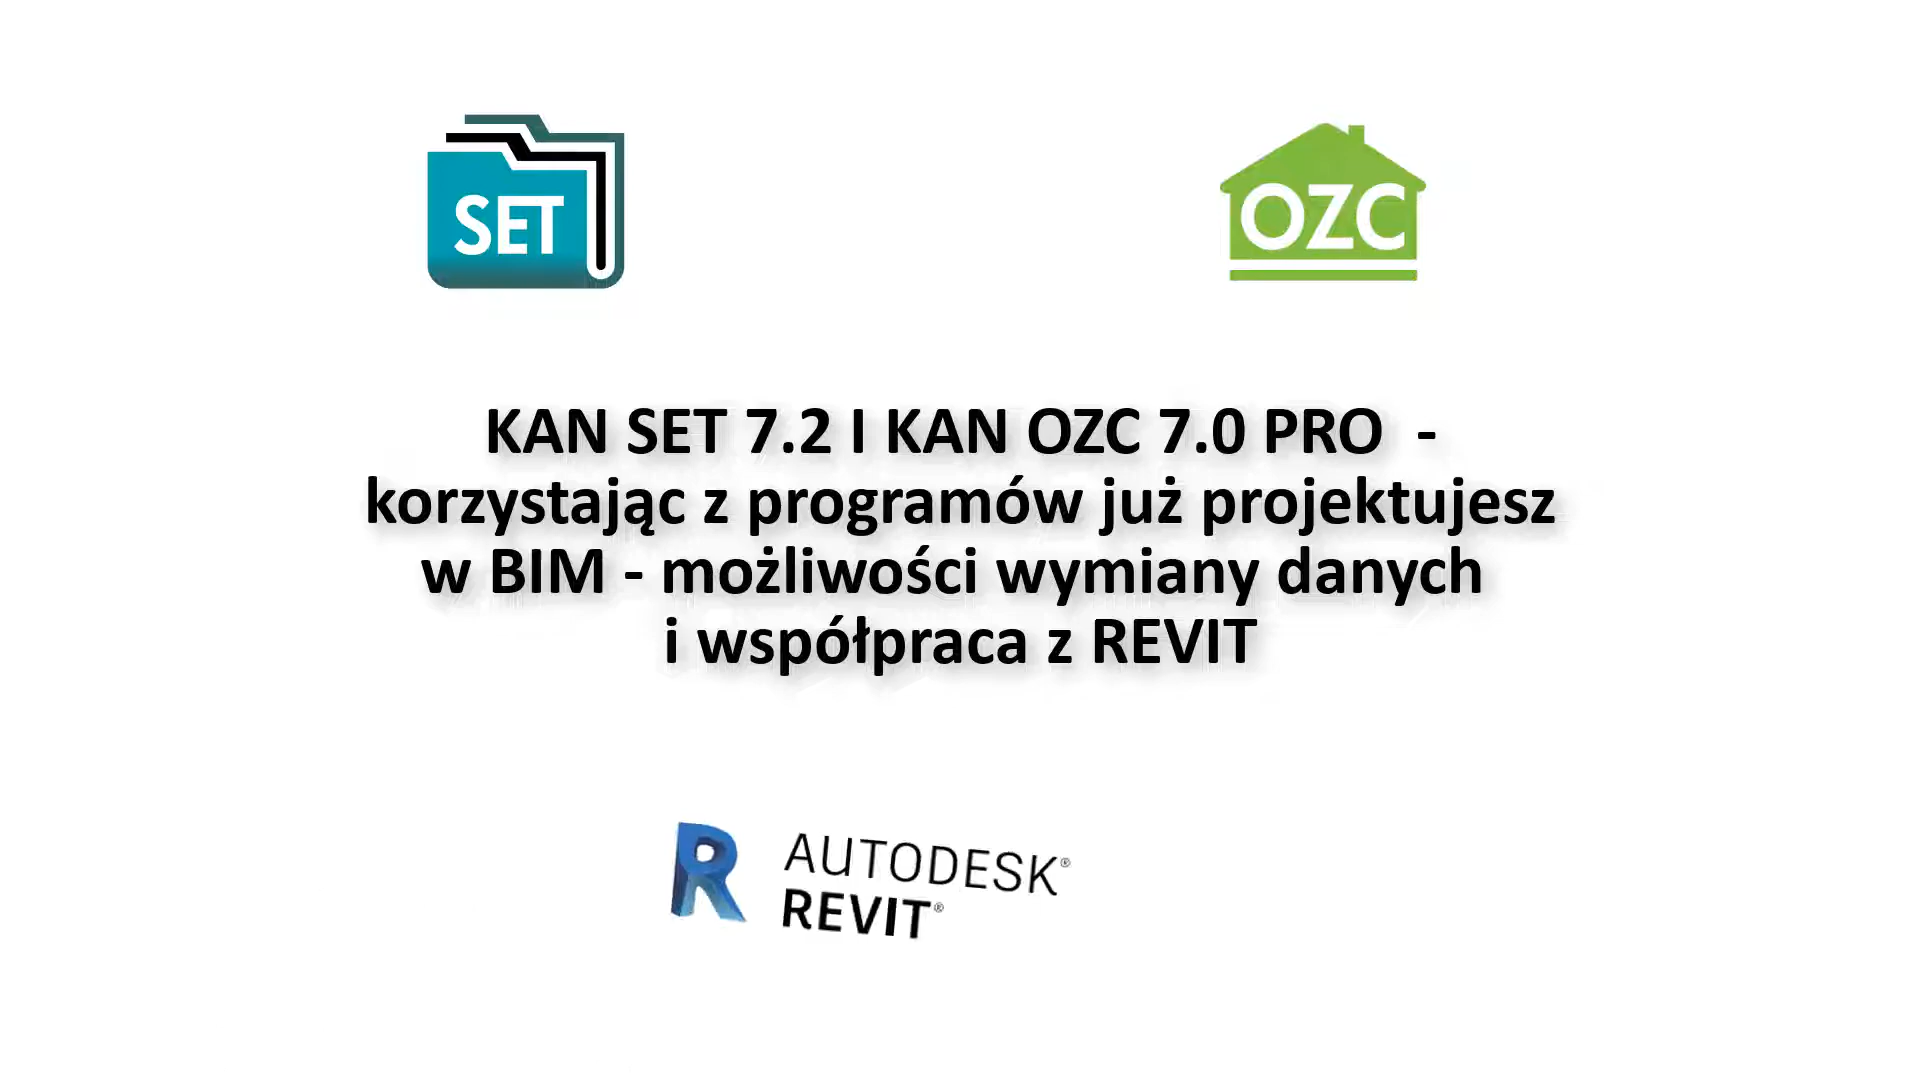 SET
OZC
KAN SET 7.2 I KAN OZC 7.0 PRO -
korzystając z programów już projektujesz
w BIM - możliwości wymiany danych
i współpraca z REVIT
R
AUTODESK®
REVIT®